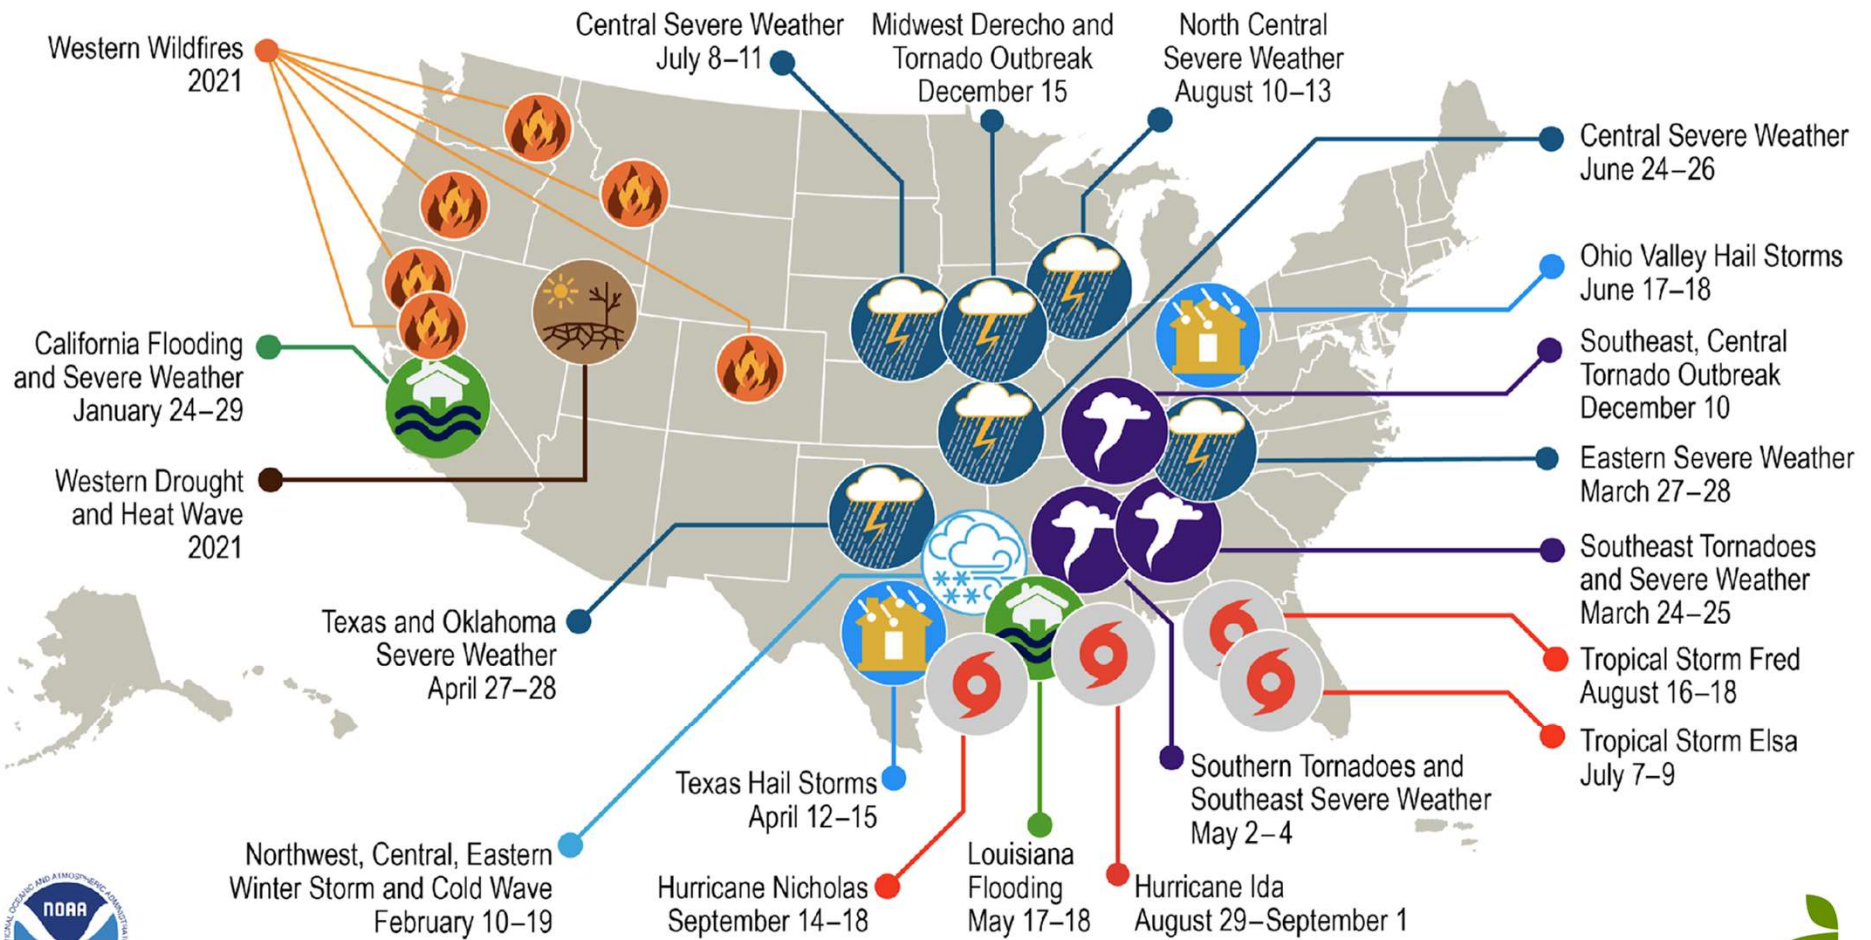 Western Wildfires
2021
Central Severe Weather
July 8–11
Midwest Derecho and
Tornado Outbreak
December 15
North Central
Severe Weather
August 10–13
Central Severe Weather
June 24–26
Ohio Valley Hail Storms
June 17–18
Southeast, Central
Tornado Outbreak
December 10
Eastern Severe Weather
March 27–28
Southeast Tornadoes
and Severe Weather
March 24–25
Tropical Storm Fred
August 16–18
Tropical Storm Elsa
July 7–9
California Flooding
and Severe Weather
January 24–29
Western Drought
and Heat Wave
2021
Texas and Oklahoma
Severe Weather
April 27–28
Texas Hail Storms
April 12–15
Southern Tornadoes and
Southeast Severe Weather
May 2–4
Northwest, Central, Eastern
Winter Storm and Cold Wave
February 10–19
Hurricane Nicholas
September 14–18
Louisiana
Flooding
May 17–18
Hurricane Ida
August 29–September 1
OCEANIC AND ATMOSPHERIC
NOAA